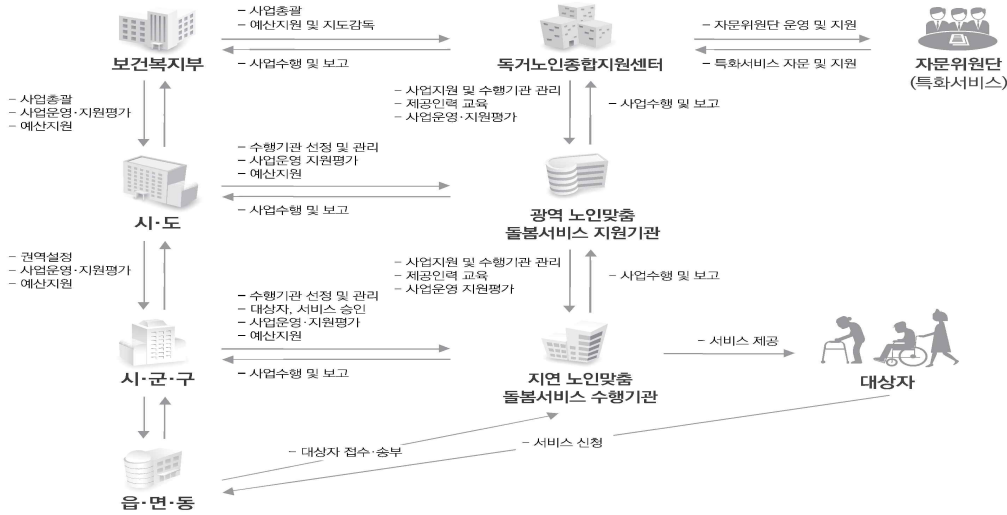 - 사업총괄
- 예산지원 및 지도감독
- 사업수행 및 보고
- 자문위원단 운영 및 지원
- 특화서비스 자문 및 지원
보건복지부
독거노인종합지원센터
자문위원단
(특화서비스)
- 사업총괄
- 사업운영·지원평가
- 예산지원
- 사업지원 및 수행기관 관리
- 제공인력 교육
- 사업운영·지원평가
- 사업수행 및 보고
- 수행기관 선정 및 관리
- 사업운영 지원평가
- 예산지원
- 사업수행 및 보고
시·도
광역 노인맞춤
돌봄서비스 지원기관
- 권역설정
- 사업운영·지원평가
- 예산지원
- 사업지원 및 수행기관 관리
- 제공인력 교육
- 사업운영 지원평가
- 사업수행 및 보고
- 수행기관 선정 및 관리
- 대상자, 서비스 승인
- 사업운영·지원평가
- 예산지원
- 사업수행 및 보고
- 서비스 제공
시·군·구
지연 노인맞춤
돌봄서비스 수행기관
대상자
- 대상자 접수·송부
- 서비스 신청
읍·면·동